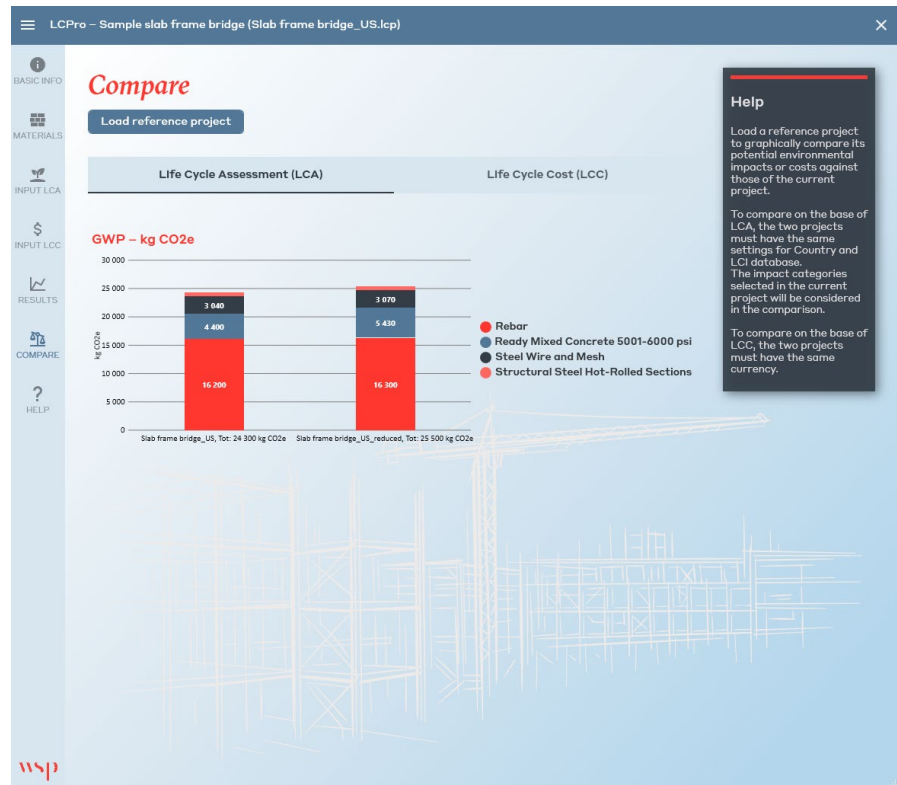 LCPro – Sample slab frame bridge (Slab frame bridge_US.lcp)
BASIC INFO
MATERIALS
INPUT LCA
INPUT LCC
RESULTS
COMPARE
HELP
Compare
Load reference project
LIfe Cycle Assessment (LCA)
LIfe Cycle Cost (LCC)
GWP – kg CO2e
kg CO2e
30 000
25 000
20 000
15 000
10 000
5 000
0
3 040
4 400
16 200
3 070
5 430
16 300
Slab frame bridge_US, Tot: 24 300 kg CO2e
Slab frame bridge_US_reduced, Tot: 25 500 kg CO2e
Rebar
Ready Mixed Concrete 5001-6000 psi
Steel Wire and Mesh
Structural Steel Hot-Rolled Sections
Help
Load a reference project
to graphically compare its
potential environmental
impacts or costs against
those of the current
project.
To compare on the base of
LCA, the two projects
must have the same
settings for Country and
LCI database.
The impact categories
selected in the current
project will be considered
in the comparison.
To compare on the base of
LCC, the two projects
must have the same
currency.
wsp